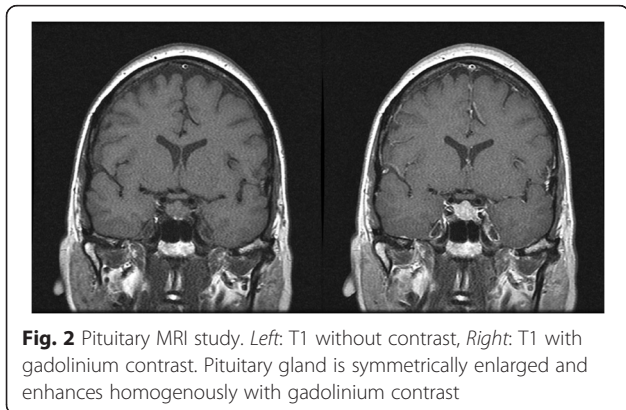 Fig. 2 Pituitary MRI study. Left: T1 without contrast, Right: T1 with
gadolinium contrast. Pituitary gland is symmetrically enlarged and
enhances homogenously with gadolinium contrast